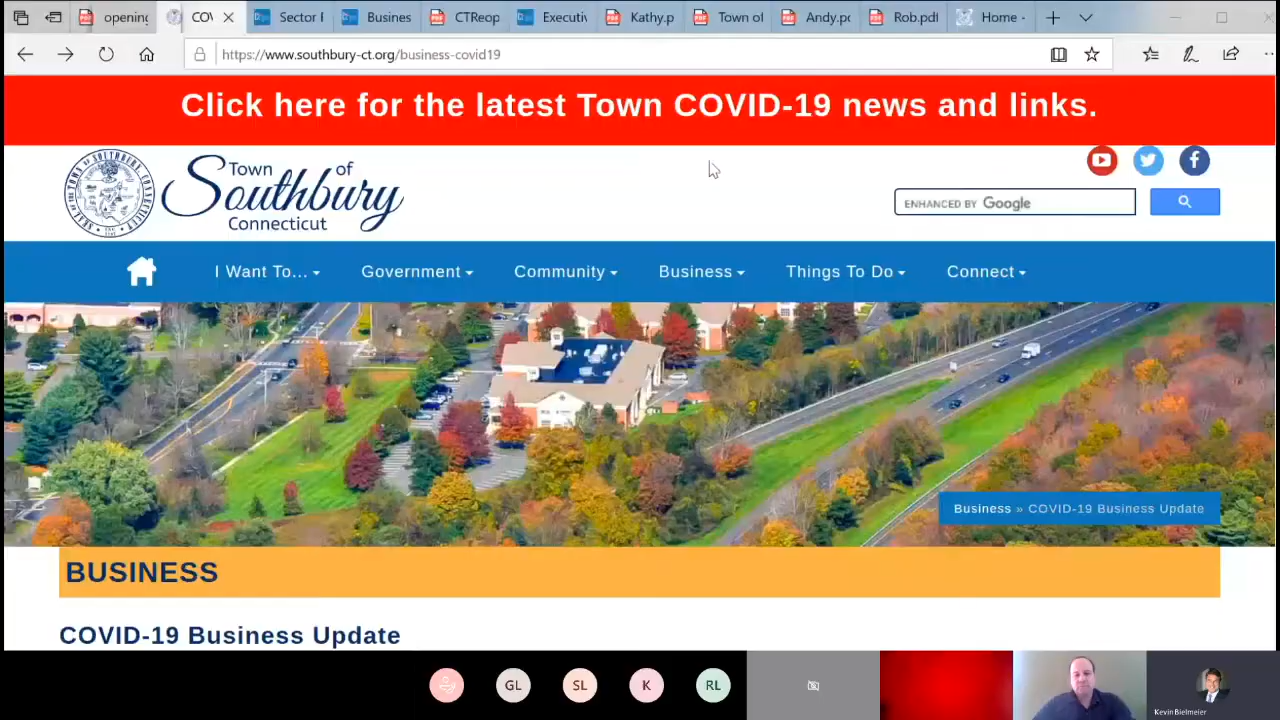 opening
COV
Sector
Busines
CTReop
Executiv
Kathy.p
Town of
Andy.pd
Rob.pdf
Home -
https://www.southbury-ct.org/business-covid19
Click here for the latest Town COVID-19 news and links.
Town of
Southbury
Connecticut
ENHANCED BY Google
I Want To...
Government
Community
Business
Things To Do
Connect
Business » COVID-19 Business Update
BUSINESS
COVID-19 Business Update
GL
SL
K
RL
Kevin Bielmeier